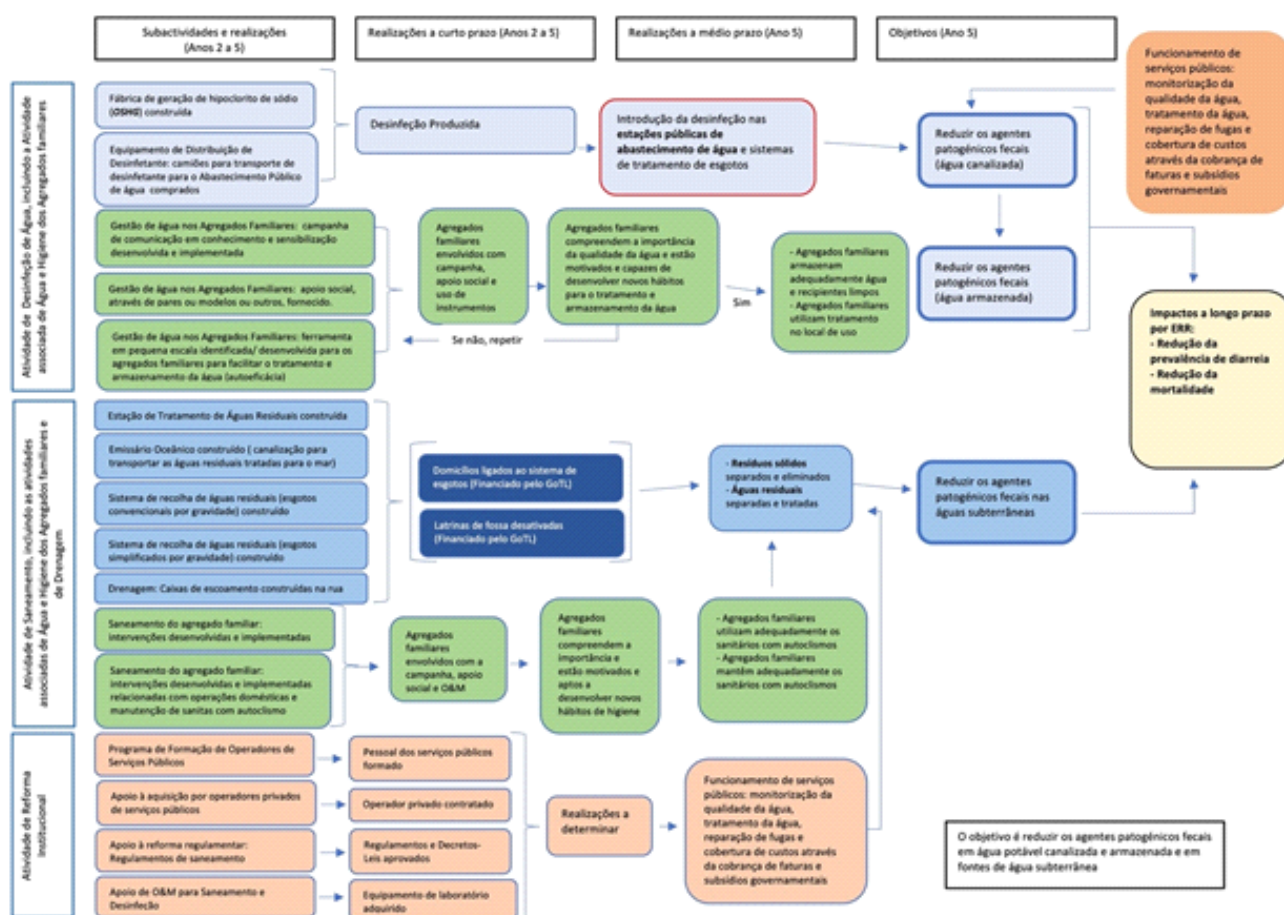 Subactividades e realizações
(Anos 2 a 5)
Realizações a curto prazo (Anos 2 a 5)
Realizações a médio prazo (Ano 5)
Objetivos (Ano 5)
Atividade de Desinfeção de Água, incluindo a Atividade
associada de Água e Higiene dos Agregados familiares
Fábrica de geração de hipoclorito de sódio
(OSHG) construída
Equipamento de Distribuição de
Desinfetante: camiões para transporte de
desinfetante para o Abastecimento Público
de água comprados
Desinfeção Produzida
Introdução da desinfeção nas
estações públicas de
abastecimento de água e sistemas
de tratamento de esgotos
Reduzir os agentes
patogénicos fecais
(água canalizada)
Funcionamento de
serviços públicos:
monitorização da
qualidade da água,
tratamento da água,
reparação de fugas e
cobertura de custos
através da cobrança de
faturas e subsídios
governamentais
Gestão de água nos Agregados Familiares: campanha
de comunicação em conhecimento e sensibilização
desenvolvida e implementada
Gestão de água nos Agregados Familiares: apoio social,
através de pares ou modelos ou outros, fornecido.
Gestão de água nos Agregados Familiares: ferramenta
em pequena escala identificada/ desenvolvida para os
agregados familiares para facilitar o tratamento e
armazenamento da água (autoeficácia)
Agregados
familiares
envolvidos com
campanha,
apoio social e
uso de
instrumentos
Agregados familiares
compreendem a importância
da qualidade da água e estão
motivados e capazes de
desenvolver novos hábitos
para o tratamento e
armazenamento da água
Sim
Se não, repetir
- Agregados familiares
armazenam
adequadamente água
e recipientes limpos
- Agregados familiares
utilizam tratamento
no local de uso
Reduzir os agentes
patogénicos fecais
(água armazenada)
Impactos a longo prazo
por ERR:
- Redução da
prevalência de diarreia
- Redução da
mortalidade
Atividade de Saneamento, incluindo as atividades
associadas de Água e Higiene dos Agregados familiares e
de Drenagem
Estação de Tratamento de Águas Residuais construída
Emissário Oceânico construído ( canalização para
transportar as águas residuais tratadas para o mar)
Sistema de recolha de águas residuais (esgotos
convencionais por gravidade) construído
Sistema de recolha de águas residuais (esgotos
simplificados por gravidade) construído
Drenagem: Caixas de escoamento construídas na rua
Domicílios ligados ao sistema de
esgotos (Financiado pelo GoTL)
Latrinas de fossa desativadas
(Financiado pelo GoTL)
- Resíduos sólidos
separados e eliminados
- Águas residuais
separadas e tratadas
Reduzir os agentes
patogénicos fecais nas
águas subterrâneas
Saneamento do agregado familiar:
intervenções desenvolvidas e implementadas
Saneamento do agregado familiar:
intervenções desenvolvidas e implementadas
relacionadas com operações domésticas e
manutenção de sanitas com autoclismo
Agregados
familiares
envolvidos com a
campanha, apoio
social e O&M
Agregados
familiares
compreendem a
importância e
estão motivados e
aptos a
desenvolver novos
hábitos de higiene
- Agregados familiares
utilizam adequadamente os
sanitários com autoclismos
- Agregados familiares
mantêm adequadamente os
sanitários com autoclismos
Atividade de Reforma
Institucional
Programa de Formação de Operadores de
Serviços Públicos
Apoio à aquisição por operadores privados
de serviços públicos
Apoio à reforma regulamentar:
Regulamentos de saneamento
Apoio de O&M para Saneamento e
Desinfeção
Pessoal dos serviços públicos
formado
Operador privado contratado
Regulamentos e Decretos-
Leis aprovados
Equipamento de laboratório
adquirido
Realizações a
determinar
Funcionamento de serviços
públicos: monitorização da
qualidade da água,
tratamento da água,
reparação de fugas e
cobertura de custos através
da cobrança de faturas e
subsídios governamentais
O objetivo é reduzir os agentes patogénicos fecais
em água potável canalizada e armazenada e em
fontes de água subterrânea